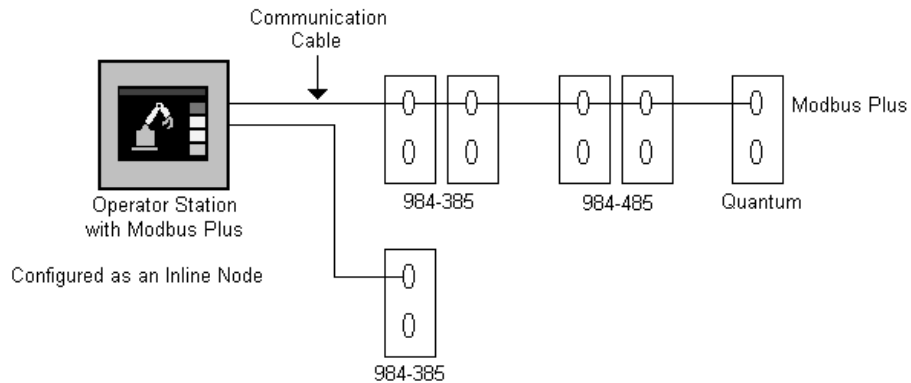 Communication
Cable
Modbus Plus
984-385
984-485
Quantum
Operator Station
with Modbus Plus
Configured as an Inline Node
984-385